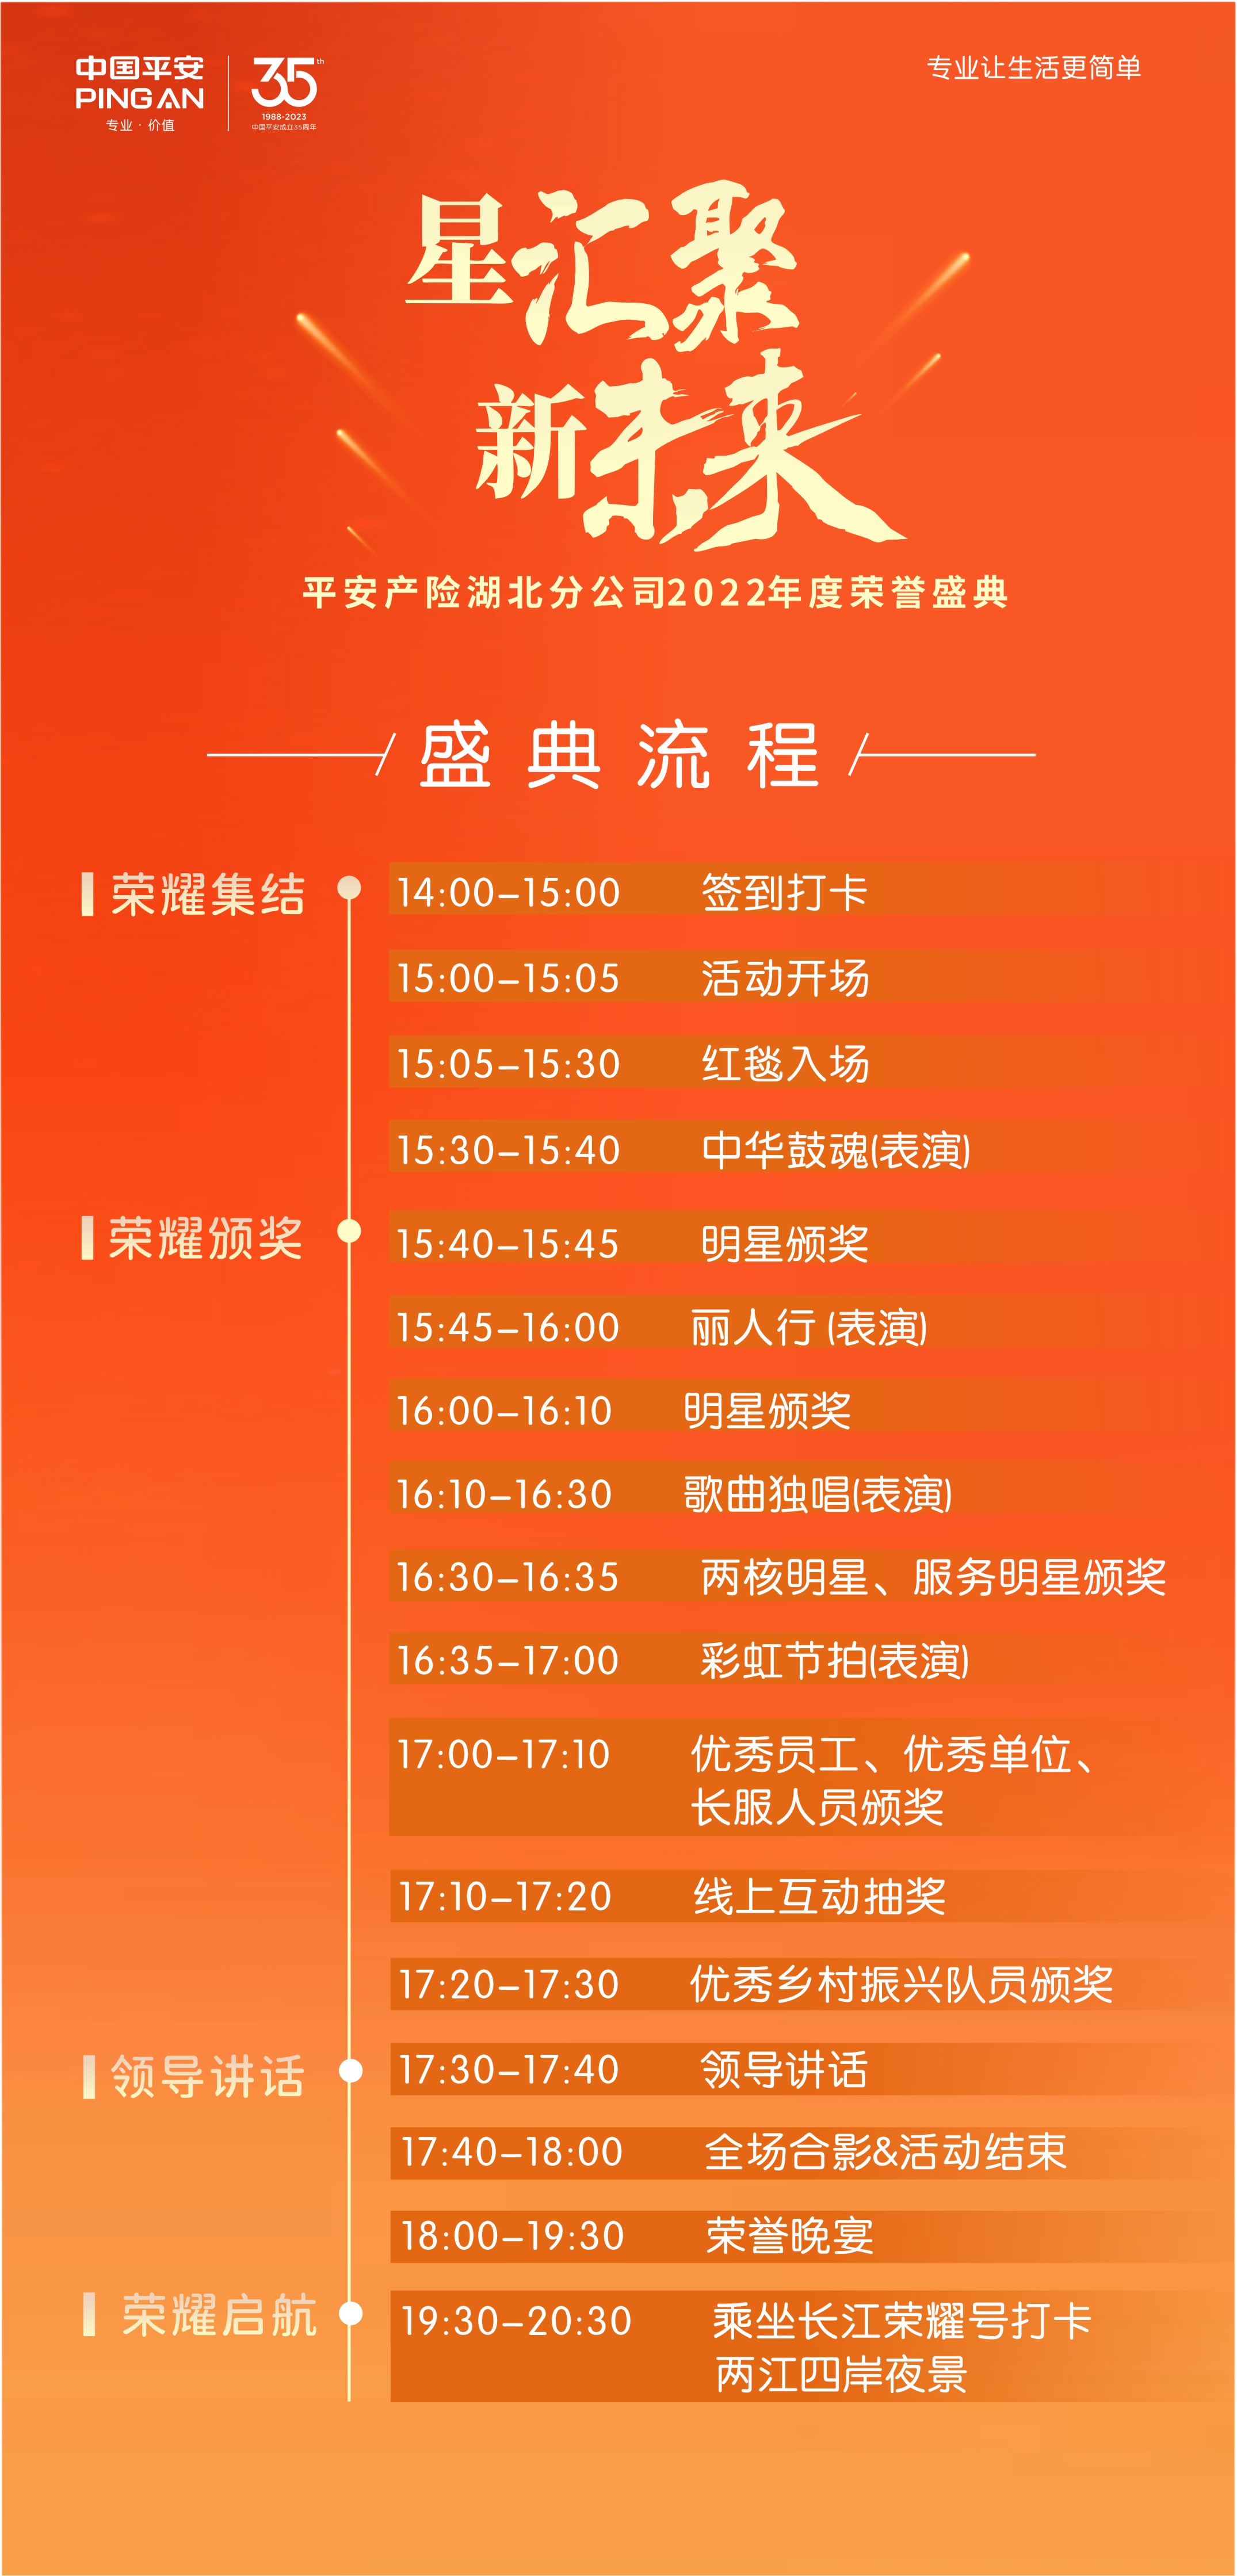 中国平安
PING AN
专业·价值
35th
1988-2023
中国平安成立35周年
专业让生活更简单
星汇聚
新未来
平安产险湖北分公司2022年度荣誉盛典
盛典流程
荣耀集结
14:00–15:00 签到打卡
15:00–15:05 活动开场
15:05–15:30 红毯入场
15:30–15:40 中华鼓魂(表演)
荣耀颁奖
15:40–15:45 明星颁奖
15:45–16:00 丽人行 (表演)
16:00–16:10 明星颁奖
16:10–16:30 歌曲独唱(表演)
16:30–16:35 两核明星、服务明星颁奖
16:35–17:00 彩虹节拍(表演)
17:00–17:10 优秀员工、优秀单位、
长服人员颁奖
17:10–17:20 线上互动抽奖
17:20–17:30 优秀乡村振兴队员颁奖
领导讲话
17:30–17:40 领导讲话
17:40–18:00 全场合影&活动结束
18:00–19:30 荣誉晚宴
荣耀启航
19:30–20:30 乘坐长江荣耀号打卡
两江四岸夜景